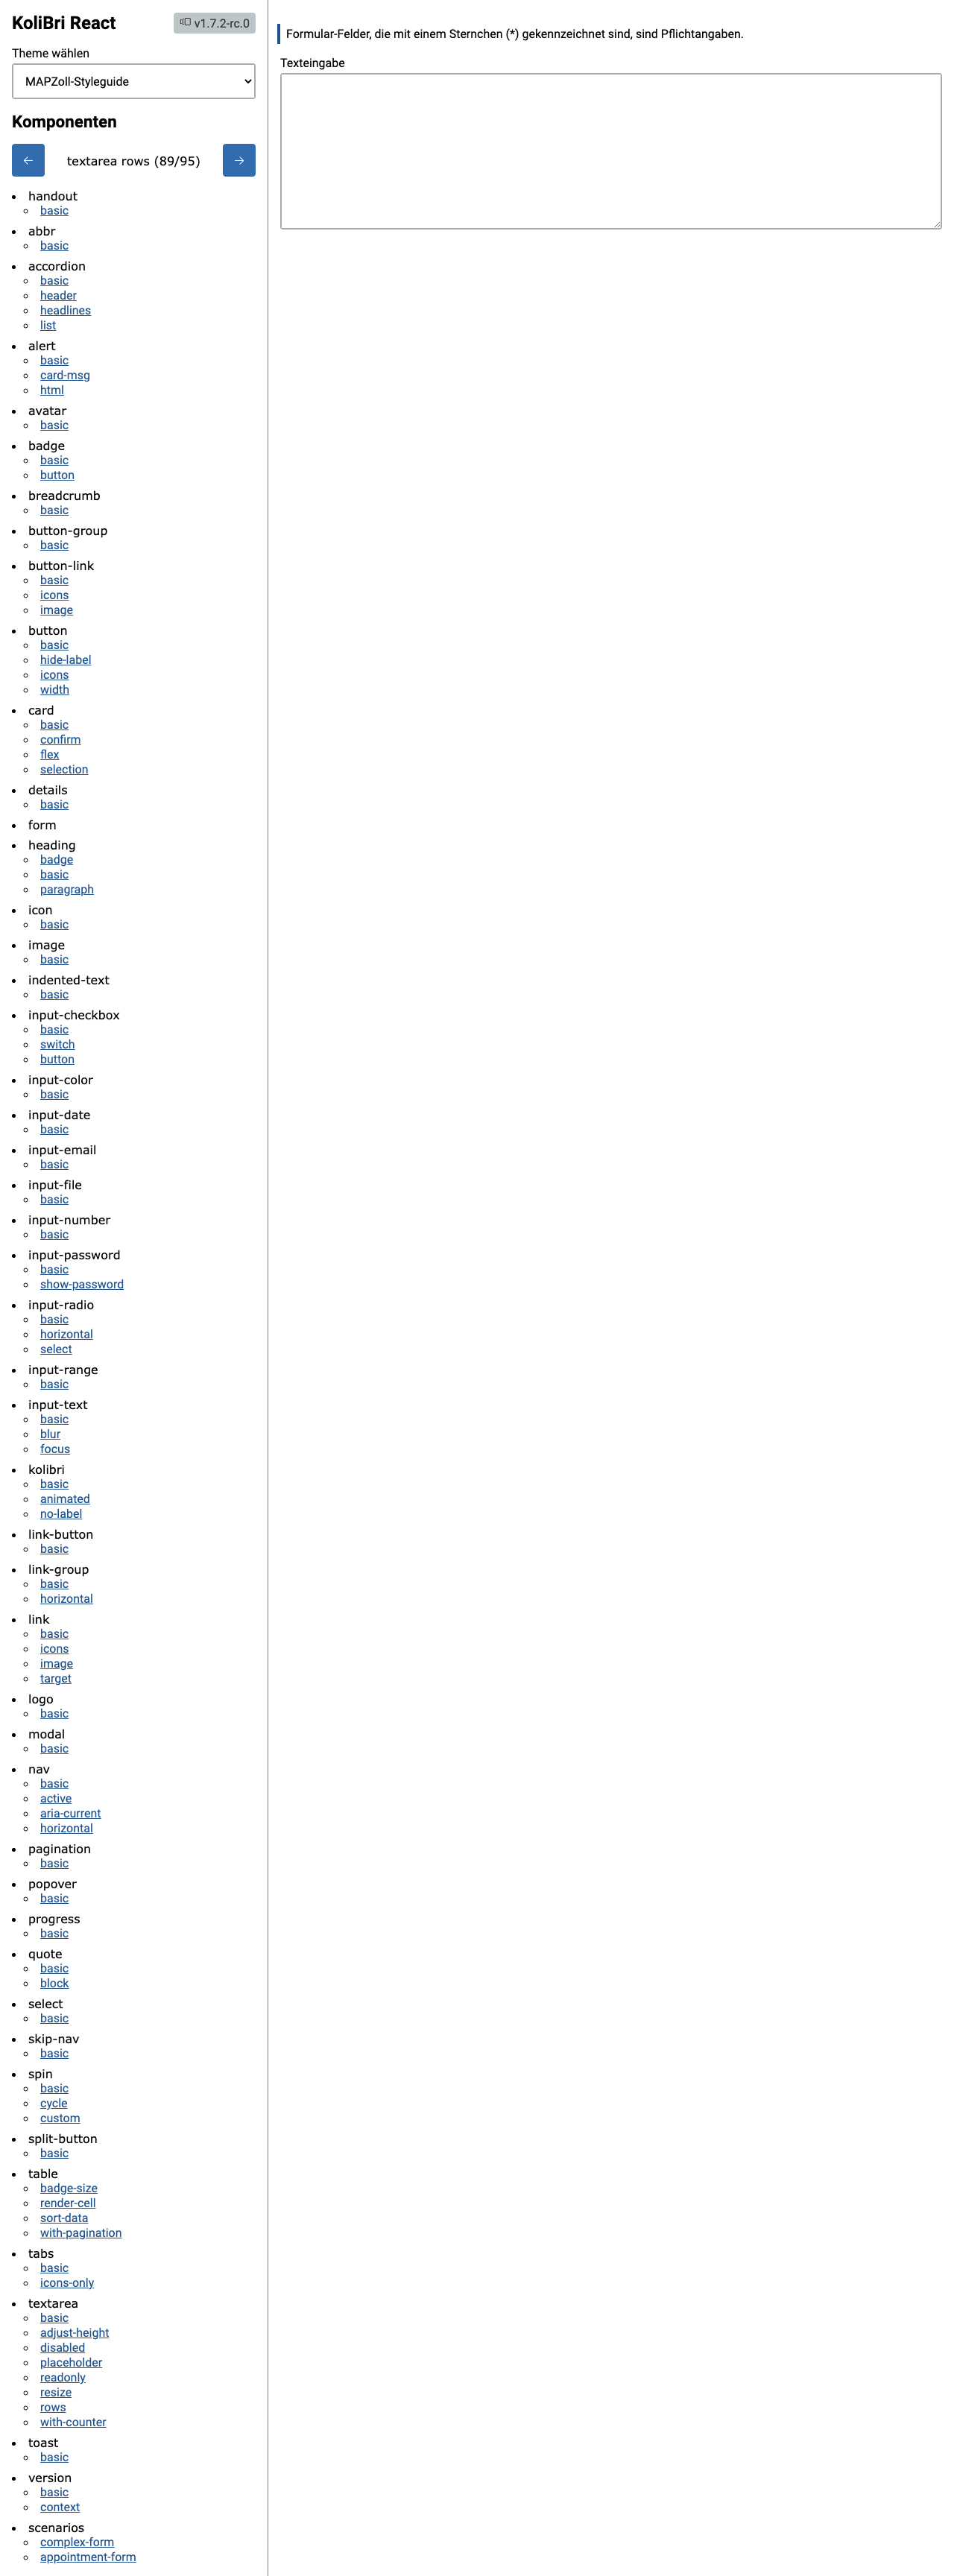 KoliBri React
v1.7.2-rc.0
Theme wählen
MAPZoll-Styleguide
Komponenten
← textarea rows (89/95) →
handout
basic
abbr
basic
accordion
basic
header
headlines
list
alert
basic
card-msg
html
avatar
basic
badge
basic
button
breadcrumb
basic
button-group
basic
button-link
basic
icons
image
button
basic
hide-label
icons
width
card
basic
confirm
flex
selection
details
basic
form
heading
badge
basic
paragraph
icon
basic
image
basic
indented-text
basic
input-checkbox
basic
switch
button
input-color
basic
input-date
basic
input-email
basic
input-file
basic
input-number
basic
input-password
basic
show-password
input-radio
basic
horizontal
select
input-range
basic
input-text
basic
blur
focus
kolibri
basic
animated
no-label
link-button
basic
link-group
basic
horizontal
link
basic
icons
image
target
logo
basic
modal
basic
nav
basic
active
aria-current
horizontal
pagination
basic
popover
basic
progress
basic
quote
basic
block
select
basic
skip-nav
basic
spin
basic
cycle
custom
split-button
basic
table
badge-size
render-cell
sort-data
with-pagination
tabs
basic
icons-only
textarea
basic
adjust-height
disabled
placeholder
readonly
resize
rows
with-counter
toast
basic
version
basic
context
scenarios
complex-form
appointment-form
Formular-Felder, die mit einem Sternchen (*) gekennzeichnet sind, sind Pflichtangaben.
Texteingabe